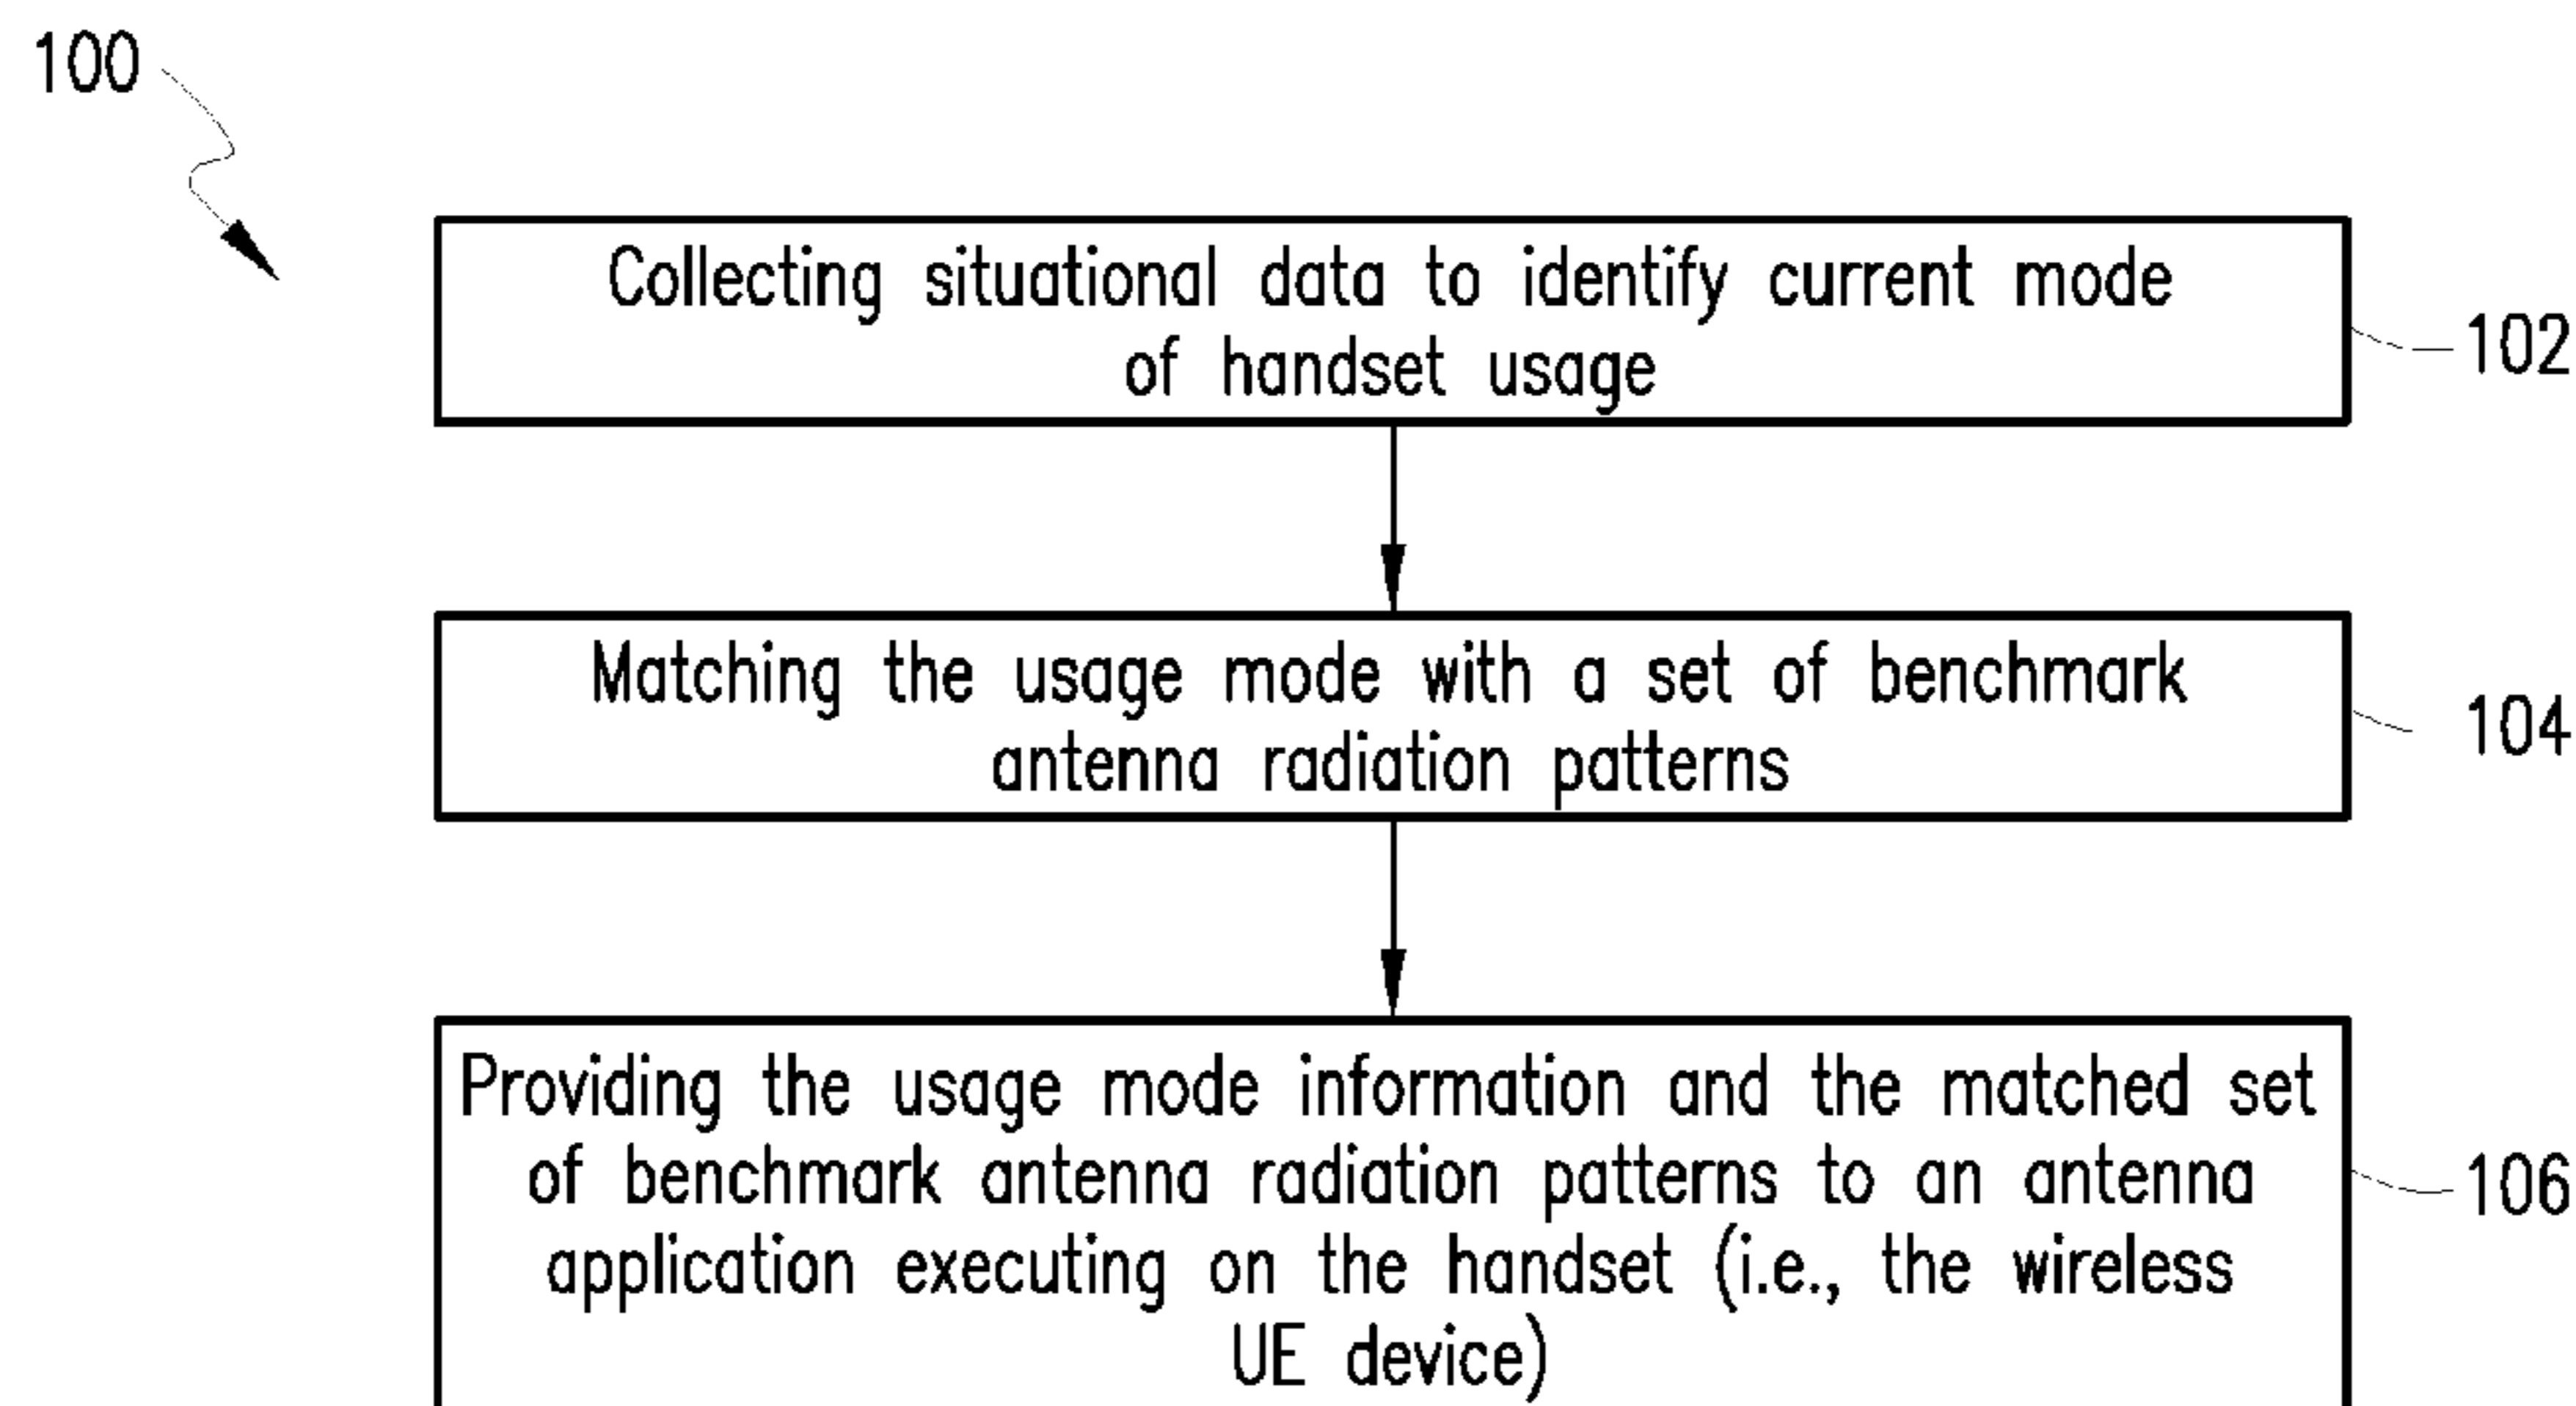 100
Collecting situational data to identify current mode
of handset usage
102
Matching the usage mode with a set of benchmark
antenna radiation patterns
104
Providing the usage mode information and the matched set
of benchmark antenna radiation patterns to an antenna
application executing on the handset (i.e., the wireless
UE device)
106